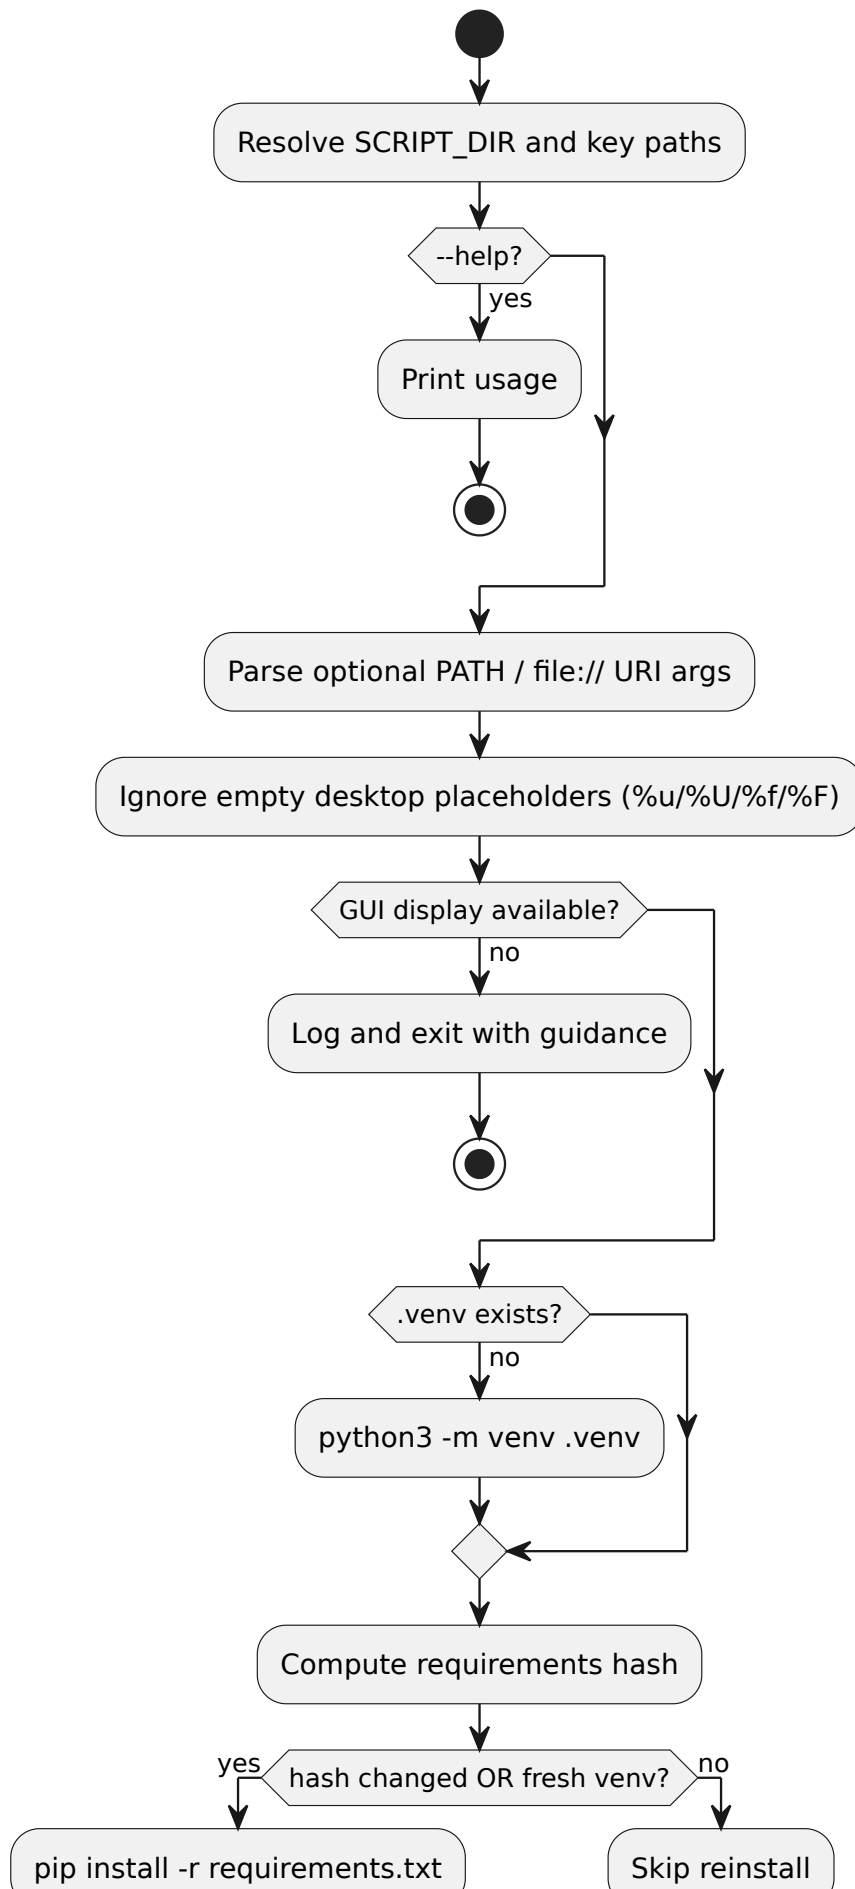 Resolve SCRIPT_DIR and key paths
--help?
yes
Print usage
Parse optional PATH / file:// URI args
Ignore empty desktop placeholders (%u/%U/%f/%F)
GUI display available?
no
Log and exit with guidance
.venv exists?
no
python3 -m venv .venv
Compute requirements hash
yes
hash changed OR fresh venv?
no
pip install -r requirements.txt
Skip reinstall